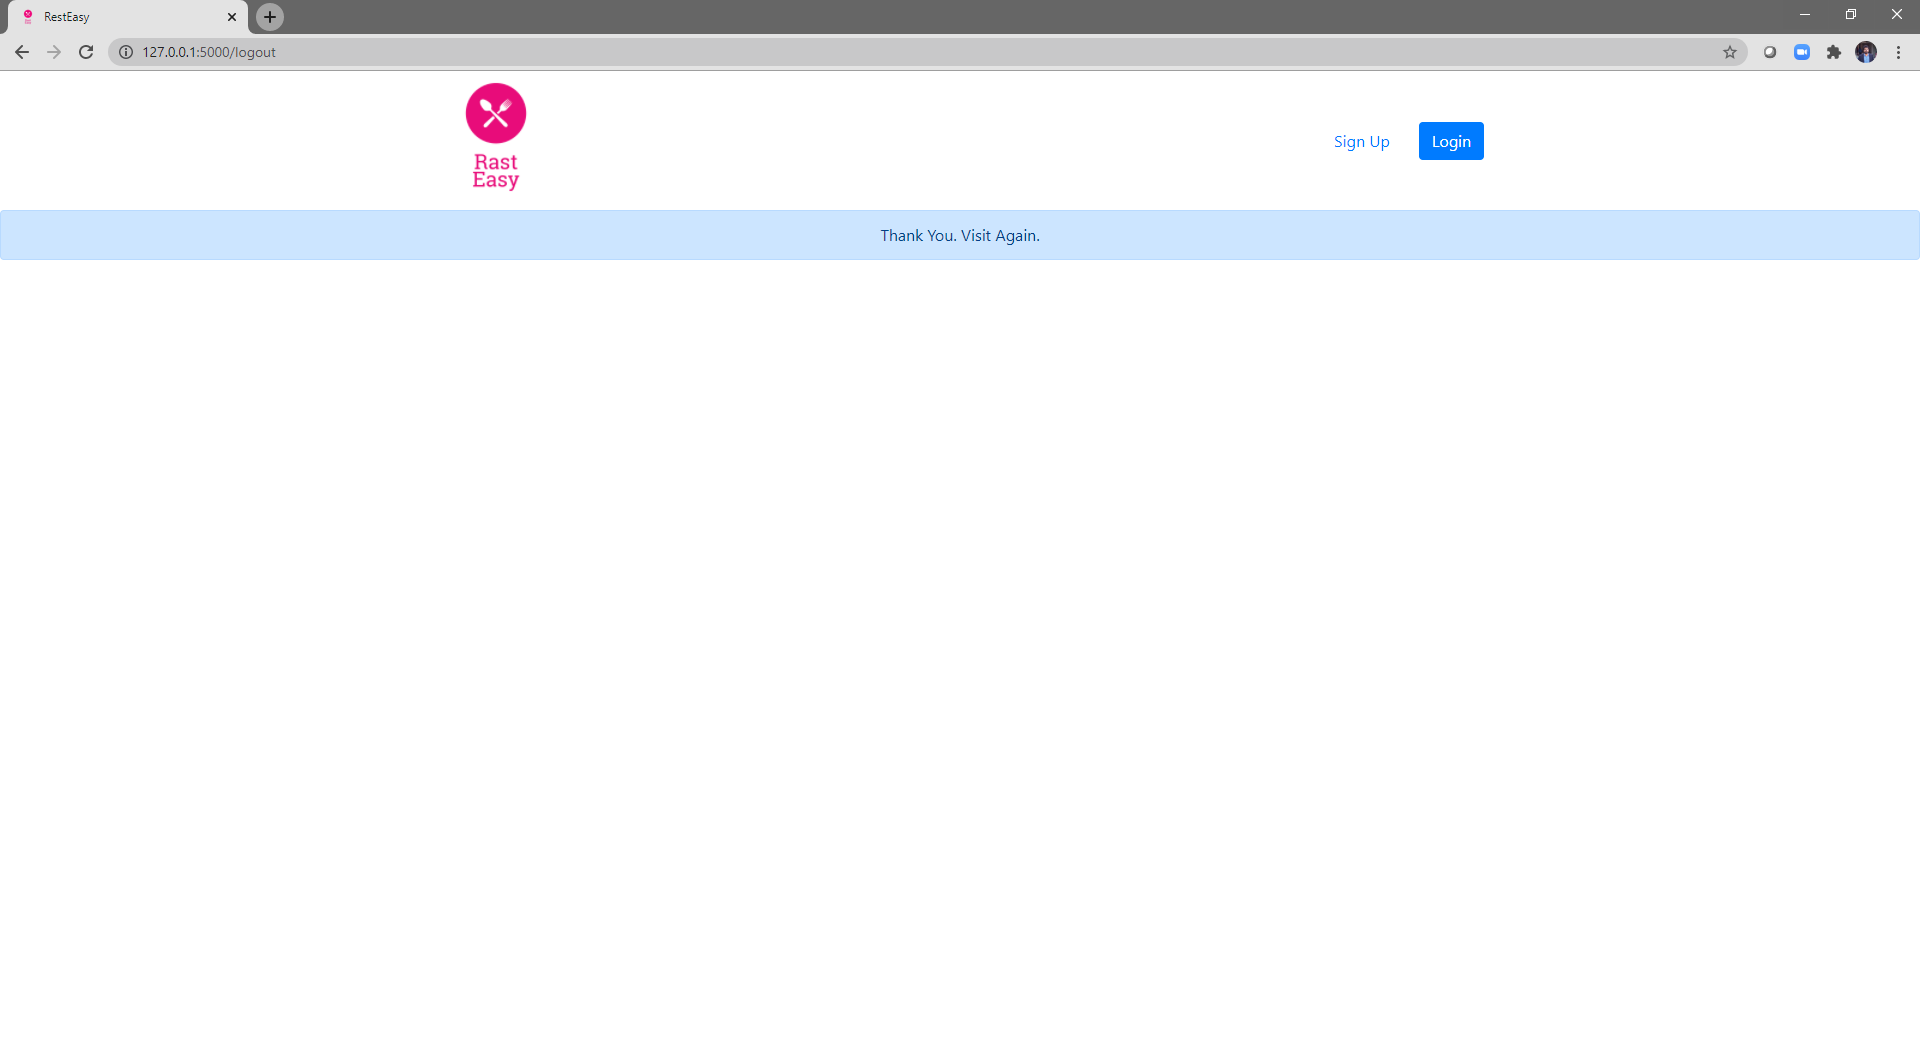 RestEasy
127.0.0.1:5000/logout
Rast
Easy
Sign Up
Login
Thank You. Visit Again.